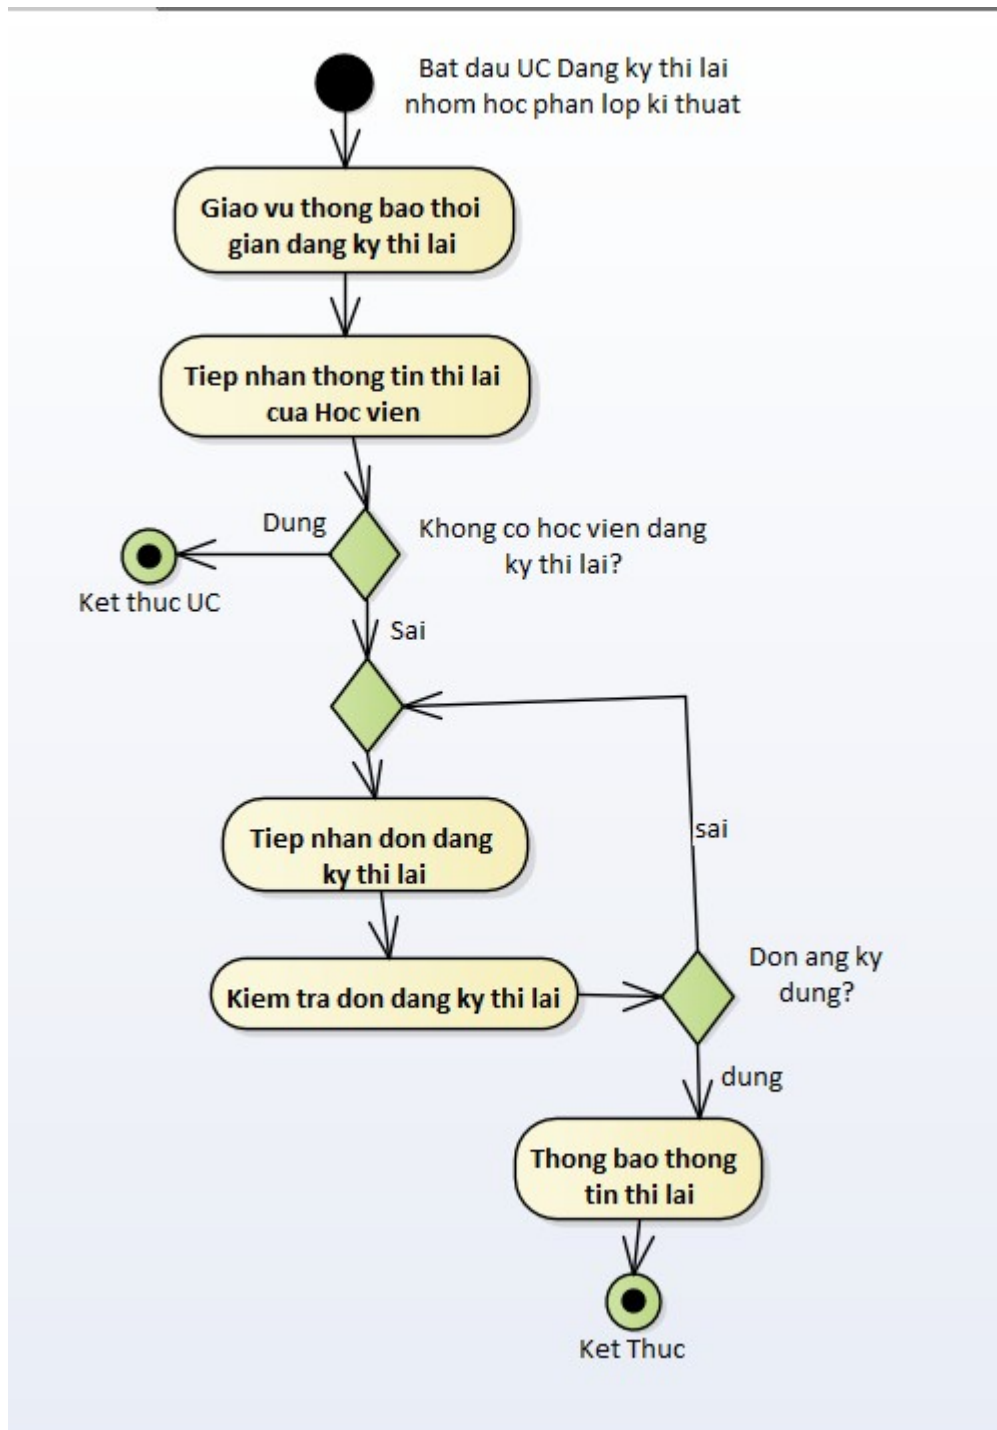 Bat dau UC Dang ky thi lai
nhom hoc phan lop ki thuat
Giao vu thong bao thoi
gian dang ky thi lai
Tiep nhan thong tin thi lai
cua Hoc vien
Dung
Khong co hoc vien dang
ky thi lai?
Ket thuc UC
Sai
Tiep nhan don dang
ky thi lai
sai
Kiem tra don dang ky thi lai
Don ang ky
dung?
dung
Thong bao thong
tin thi lai
Ket Thuc